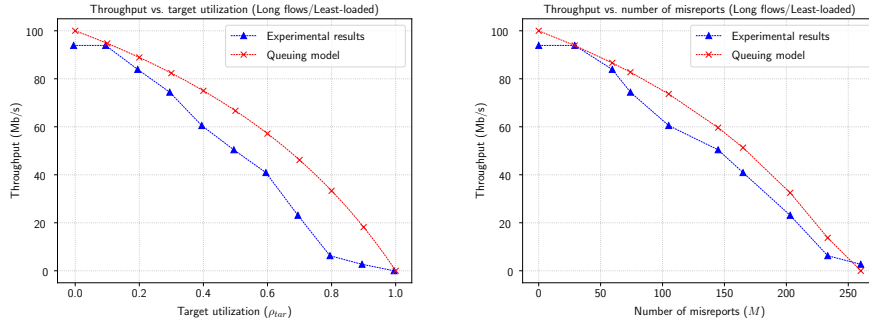 Throughput vs. target utilization (Long flows/Least-loaded)
Experimental results
Queuing model
100
80
60
40
20
0
Throughput (Mb/s)
0.0 0.2 0.4 0.6 0.8 1.0
Target utilization (ρtar)
Throughput vs. number of misreports (Long flows/Least-loaded)
Experimental results
Queuing model
100
80
60
40
20
0
Throughput (Mb/s)
0 50 100 150 200 250
Number of misreports (M)